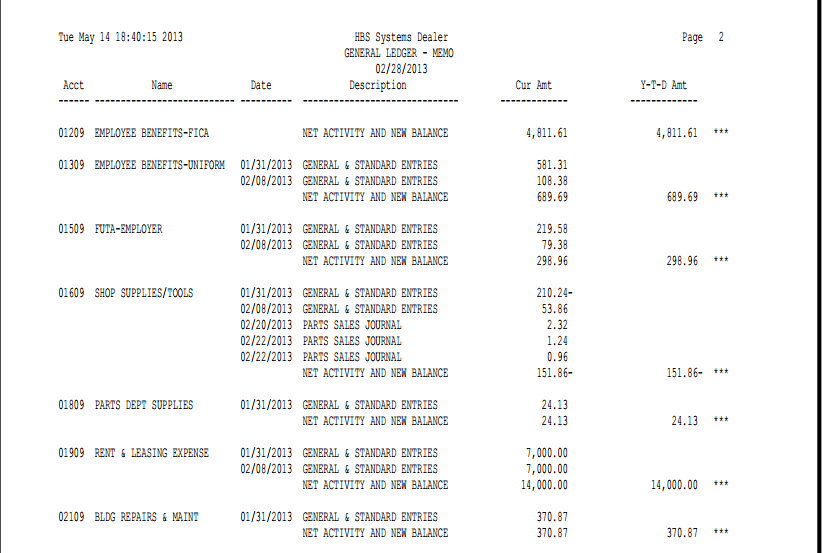 Tue May 14 18:40:15 2013 HBS Systems Dealer Page 2
GENERAL LEDGER - MEMO
02/28/2013
Acct Name Date Description Cur Amt Y-T-D Amt
------ --------------------------- ---------- ------------------------------ ------------- -------------
01209 EMPLOYEE BENEFITS-FICA NET ACTIVITY AND NEW BALANCE 4,811.61 4,811.61 ***
01309 EMPLOYEE BENEFITS-UNIFORM 01/31/2013 GENERAL & STANDARD ENTRIES 581.31
02/08/2013 GENERAL & STANDARD ENTRIES 108.38
NET ACTIVITY AND NEW BALANCE 689.69 689.69 ***
01509 FUTA-EMPLOYER 01/31/2013 GENERAL & STANDARD ENTRIES 219.58
02/08/2013 GENERAL & STANDARD ENTRIES 79.38
NET ACTIVITY AND NEW BALANCE 298.96 298.96 ***
01609 SHOP SUPPLIES/TOOLS 01/31/2013 GENERAL & STANDARD ENTRIES 210.24-
02/08/2013 GENERAL & STANDARD ENTRIES 53.86
02/20/2013 PARTS SALES JOURNAL 2.32
02/22/2013 PARTS SALES JOURNAL 1.24
02/22/2013 PARTS SALES JOURNAL 0.96
NET ACTIVITY AND NEW BALANCE 151.86- 151.86- ***
01809 PARTS DEPT SUPPLIES 01/31/2013 GENERAL & STANDARD ENTRIES 24.13
NET ACTIVITY AND NEW BALANCE 24.13 24.13 ***
01909 RENT & LEASING EXPENSE 01/31/2013 GENERAL & STANDARD ENTRIES 7,000.00
02/08/2013 GENERAL & STANDARD ENTRIES 7,000.00
NET ACTIVITY AND NEW BALANCE 14,000.00 14,000.00 ***
02109 BLDG REPAIRS & MAINT 01/31/2013 GENERAL & STANDARD ENTRIES 370.87
NET ACTIVITY AND NEW BALANCE 370.87 370.87 ***